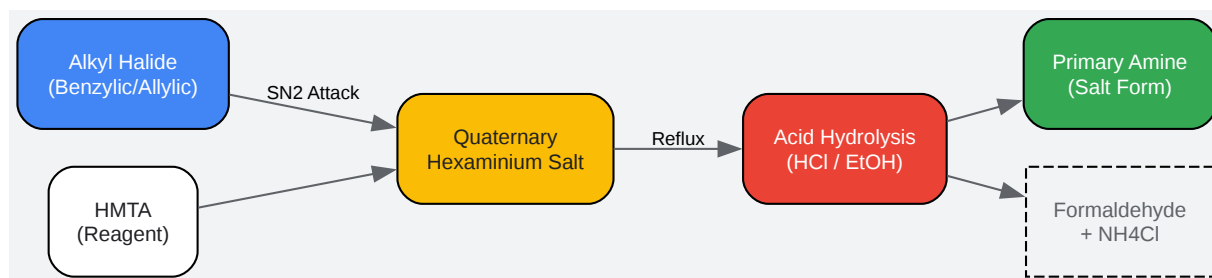 Alkyl Halide
(Benzylic/Allylic)
SN2 Attack
HMTA
(Reagent)
Quaternary
Hexaminium Salt
Reflux
Acid Hydrolysis
(HCl / EtOH)
Primary Amine
(Salt Form)
Formaldehyde
+ NH4Cl